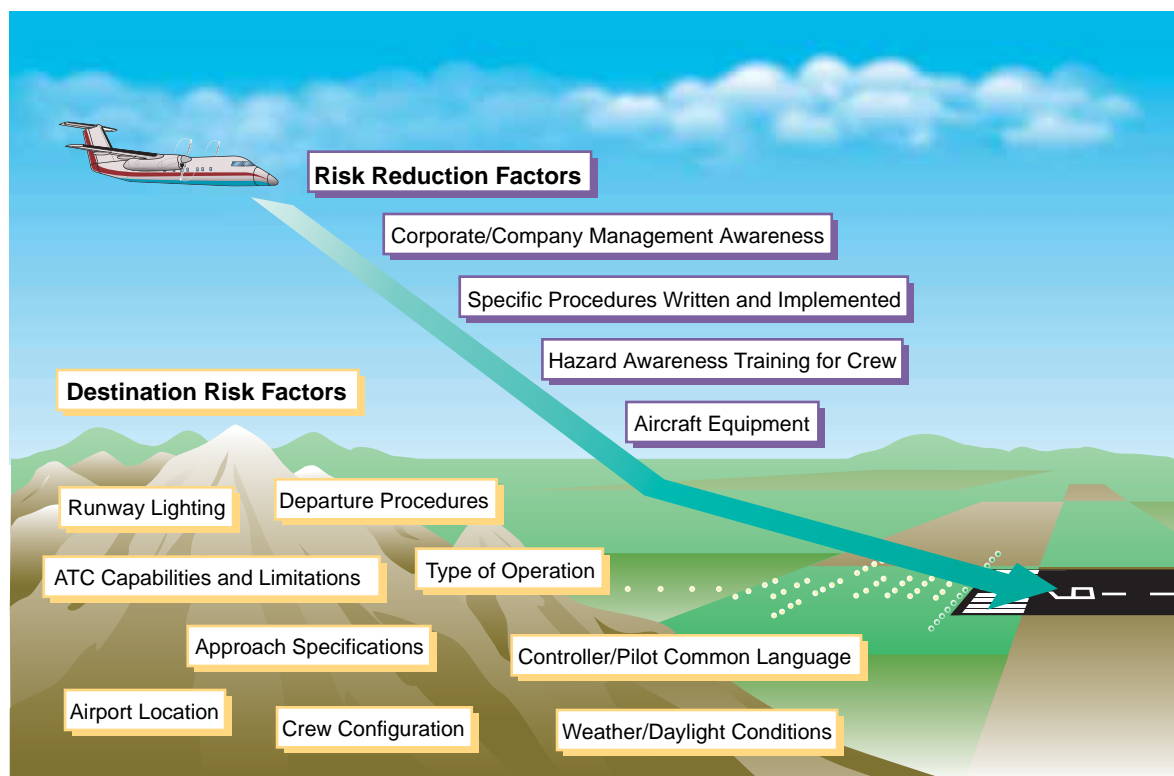 Risk Reduction Factors
Corporate/Company Management Awareness
Specific Procedures Written and Implemented
Hazard Awareness Training for Crew
Aircraft Equipment
Destination Risk Factors
Runway Lighting
Departure Procedures
ATC Capabilities and Limitations
Type of Operation
Approach Specifications
Controller/Pilot Common Language
Airport Location
Crew Configuration
Weather/Daylight Conditions